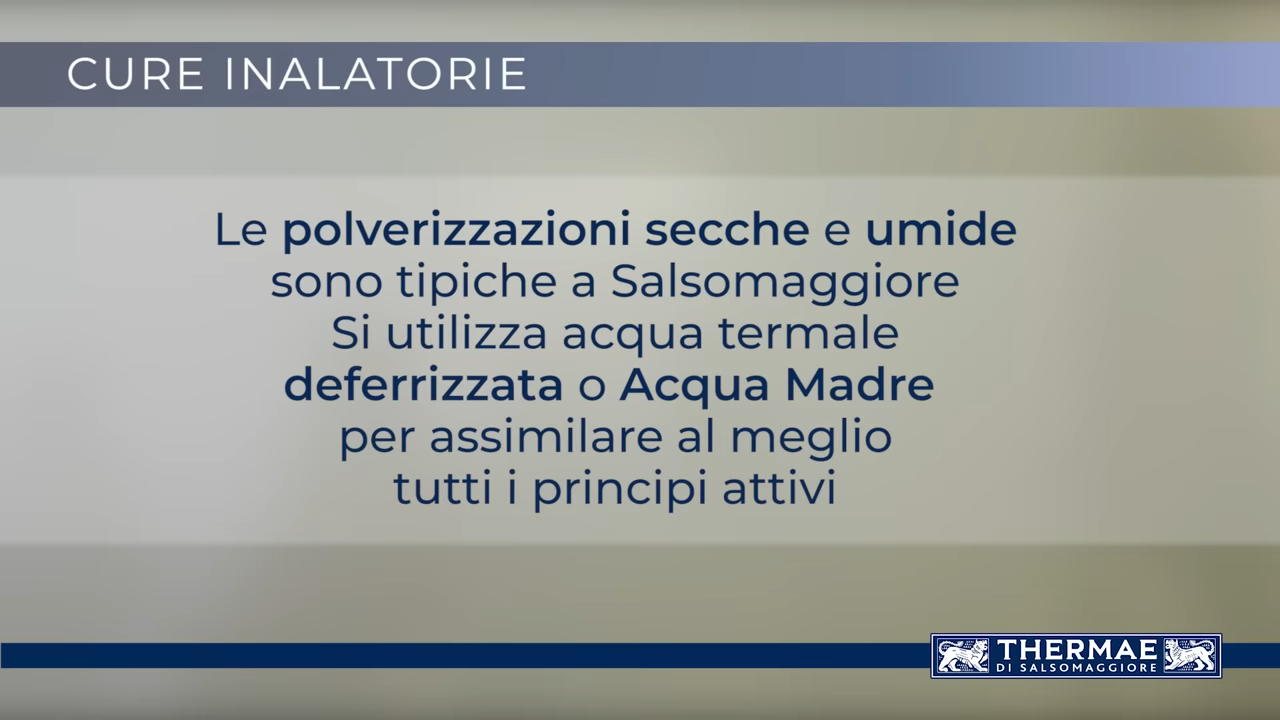 CURE INALATORIE
Le polverizzazioni secche e umide
sono tipiche a Salsomaggiore
Si utilizza acqua termale
deferrizzata o Acqua Madre
per assimilare al meglio
tutti i principi attivi
THERMAE
DI SALSOMAGGIORE